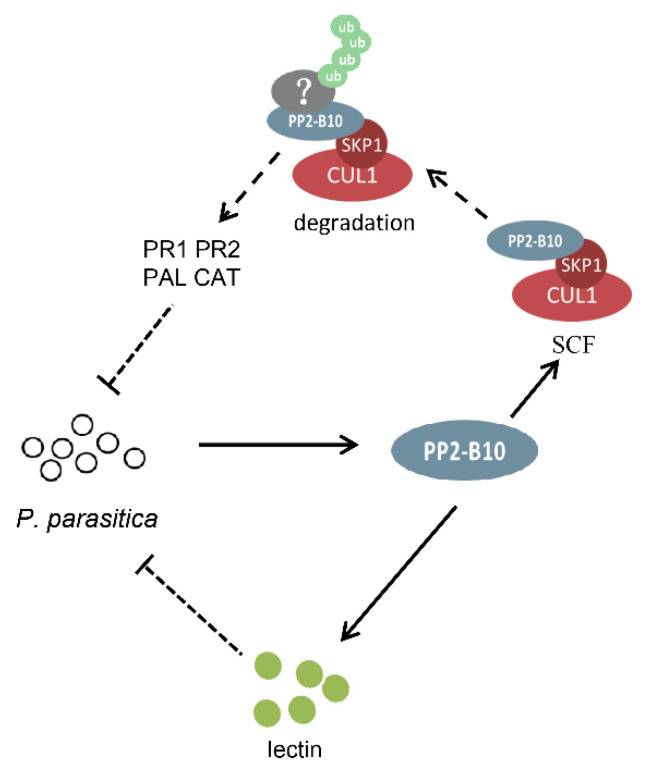 ub
ub
ub
ub
?
PP2-B10
SKP1
CUL1
degradation
PR1 PR2
PAL CAT
PP2-B10
SKP1
CUL1
SCF
PP2-B10
P. parasitica
lectin